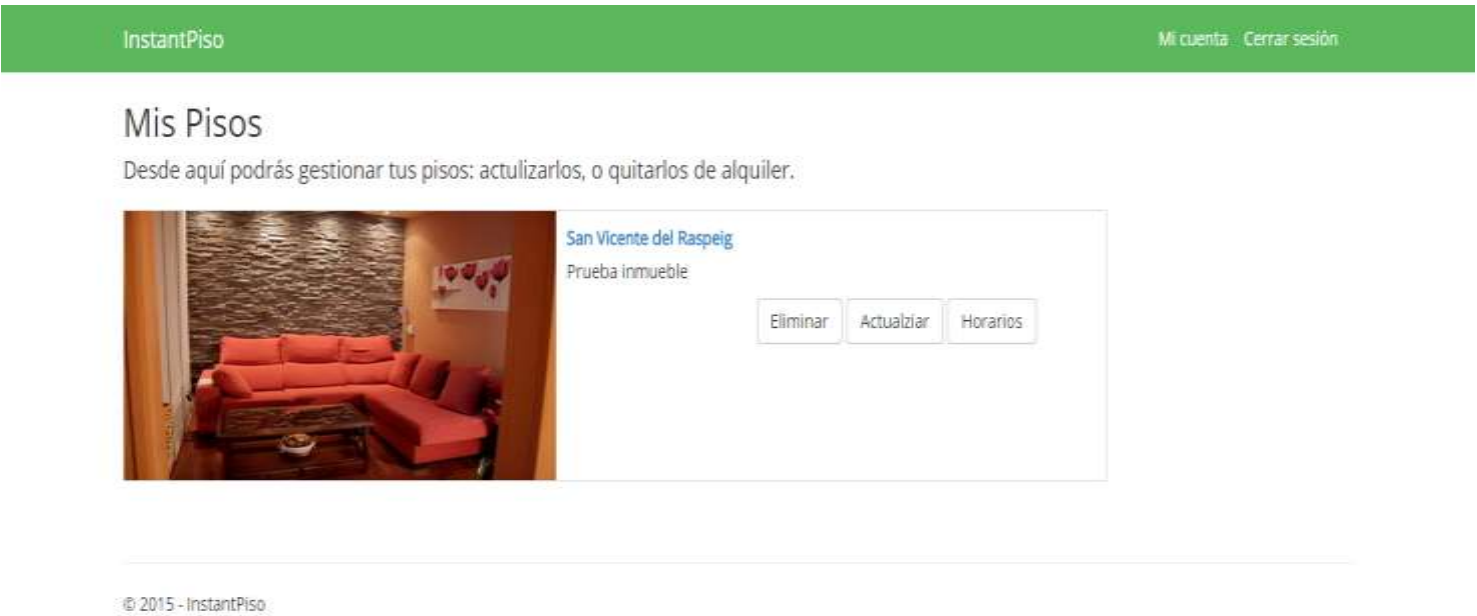 InstantPiso
Mi cuenta Cerrar sesión
Mis Pisos
Desde aquí podrás gestionar tus pisos: actulizarlos, o quitarlos de alquiler.
San Vicente del Raspeig
Prueba inmueble
Eliminar Actualziar Horarios
© 2015 - InstantPiso